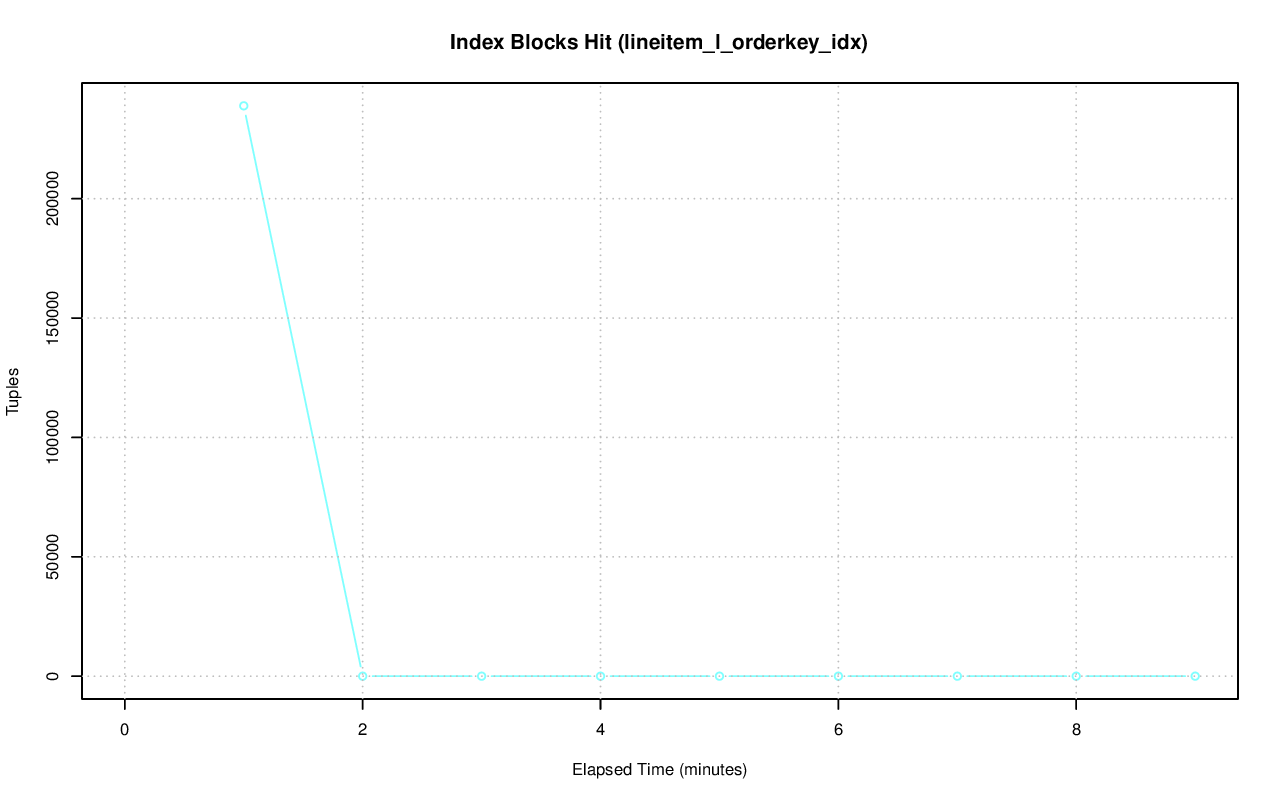 Index Blocks Hit (lineitem_l_orderkey_idx)
200000
150000
100000
50000
0
Tuples
0 2 4 6 8
Elapsed Time (minutes)